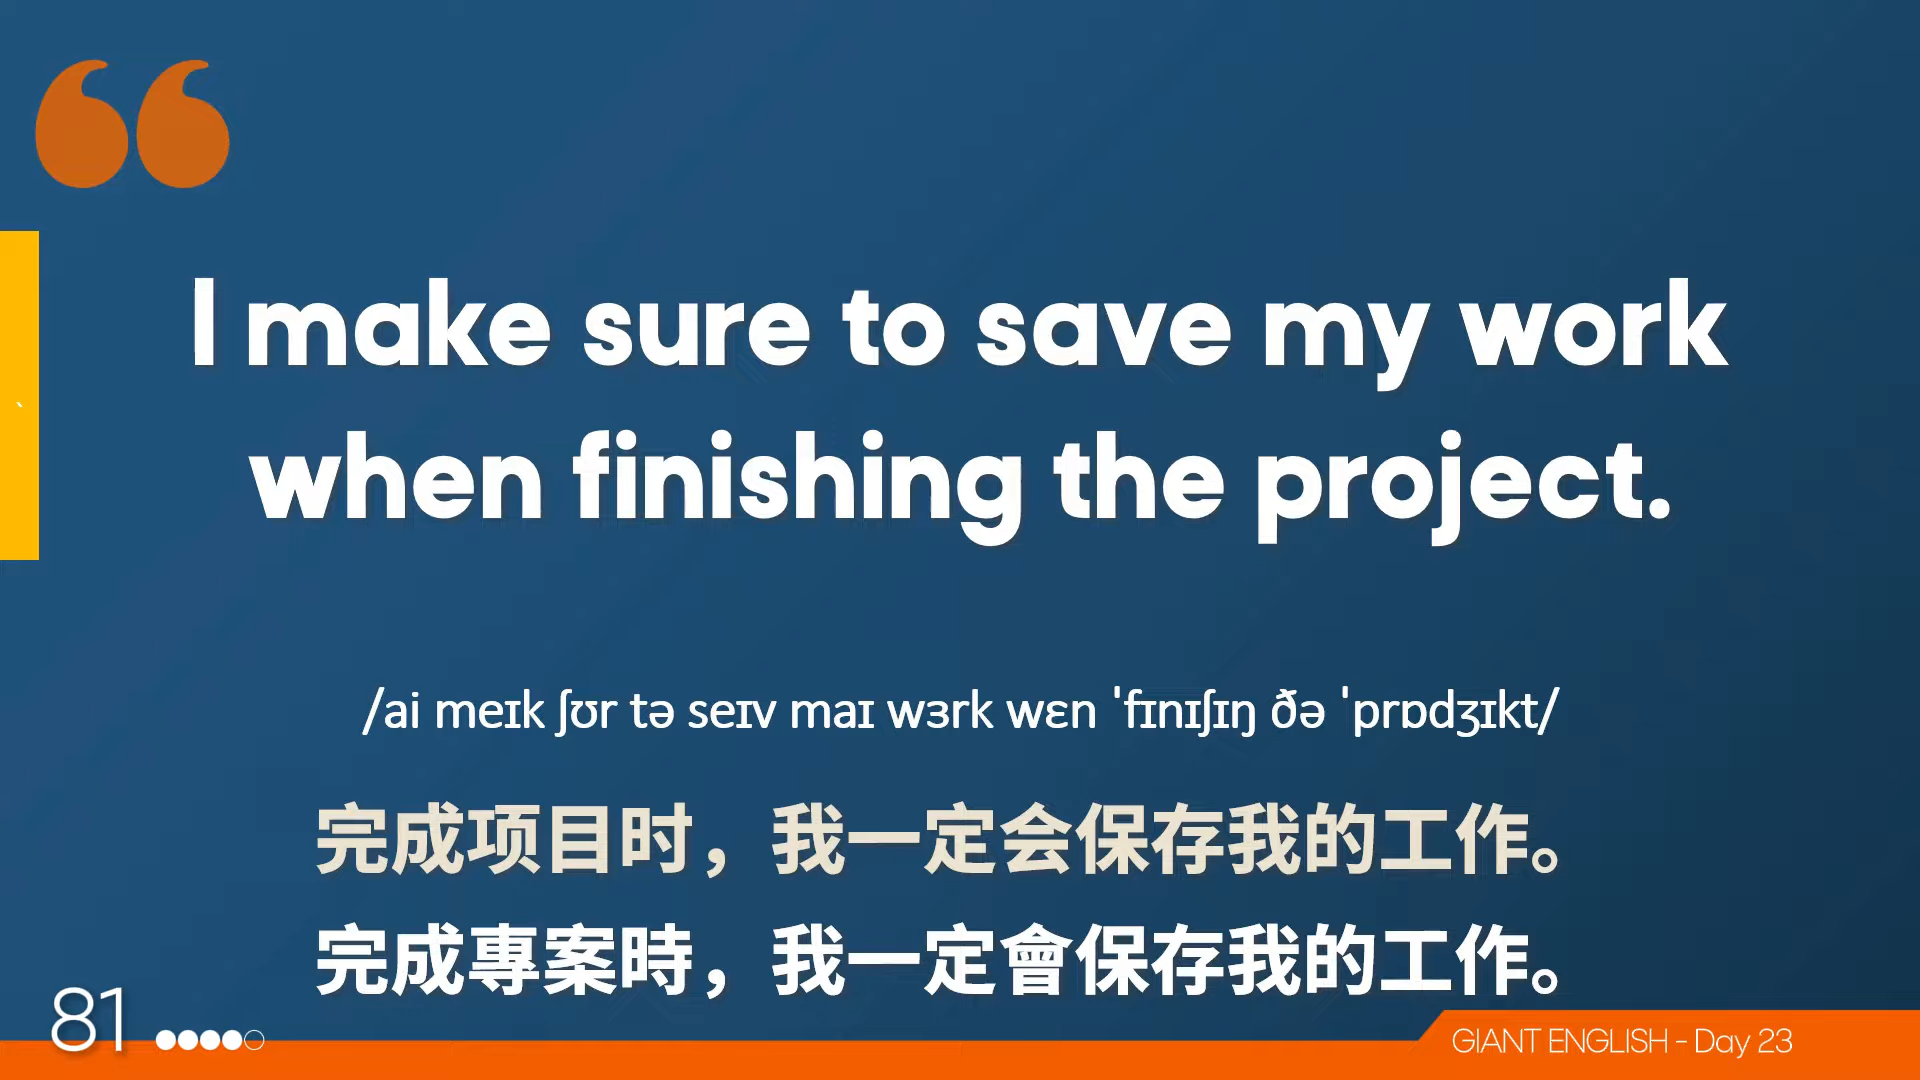 I make sure to save my work
when finishing the project.
/ai meɪk ʃʊr tə seɪv maɪ wɜrk wɛn ˈfɪnɪʃɪŋ ðə ˈprɒdʒɪkt/
完成项目时，我一定会保存我的工作。
完成專案時，我一定會保存我的工作。
81
GIANT ENGLISH - Day 23